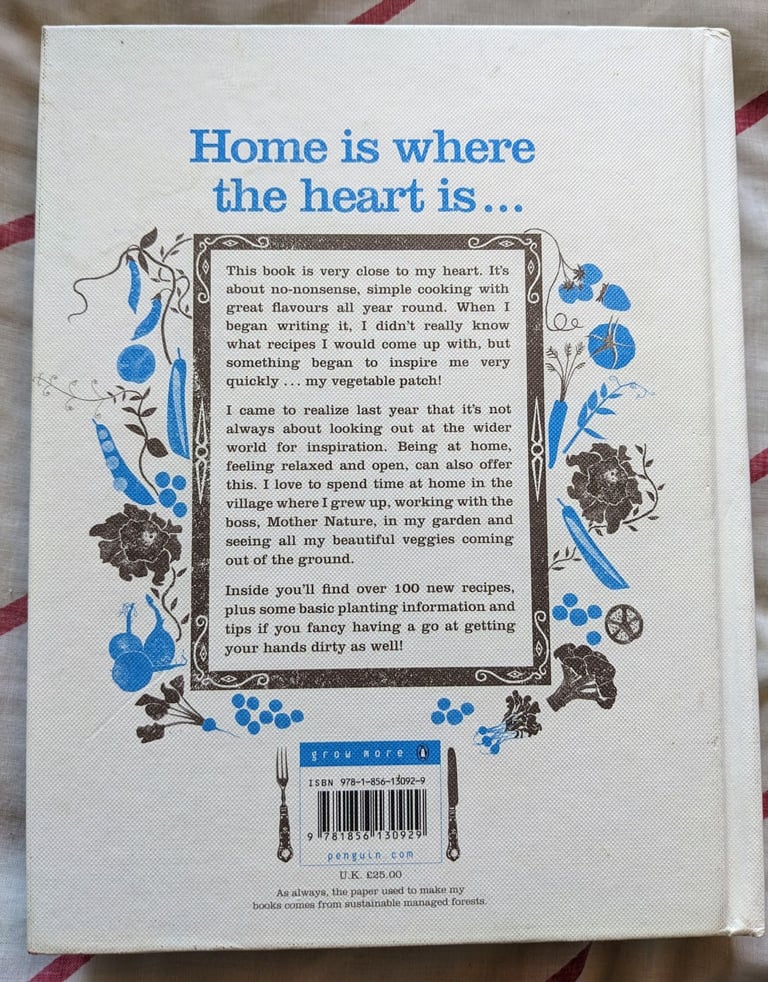 Home is where
the heart is...
This book is very close to my heart. It's
about no-nonsense, simple cooking with
great flavours all year round. When I
began writing it, I didn't really know
what recipes I would come up with, but
something began to inspire me very
quickly ... my vegetable patch!
I came to realize last year that it's not
always about looking out at the wider
world for inspiration. Being at home,
feeling relaxed and open, can also offer
this. I love to spend time at home in the
village where I grew up, working with the
boss, Mother Nature, in my garden and
seeing all my beautiful veggies coming
out of the ground.
Inside you'll find over 100 new recipes,
plus some basic planting information and
tips if you fancy having a go at getting
your hands dirty as well!
grow more
ISBN 978-1-856-13092-9
9 781856 130929
penguin.com
U.K. £25.00
As always, the paper used to make my
books comes from sustainable managed forests.